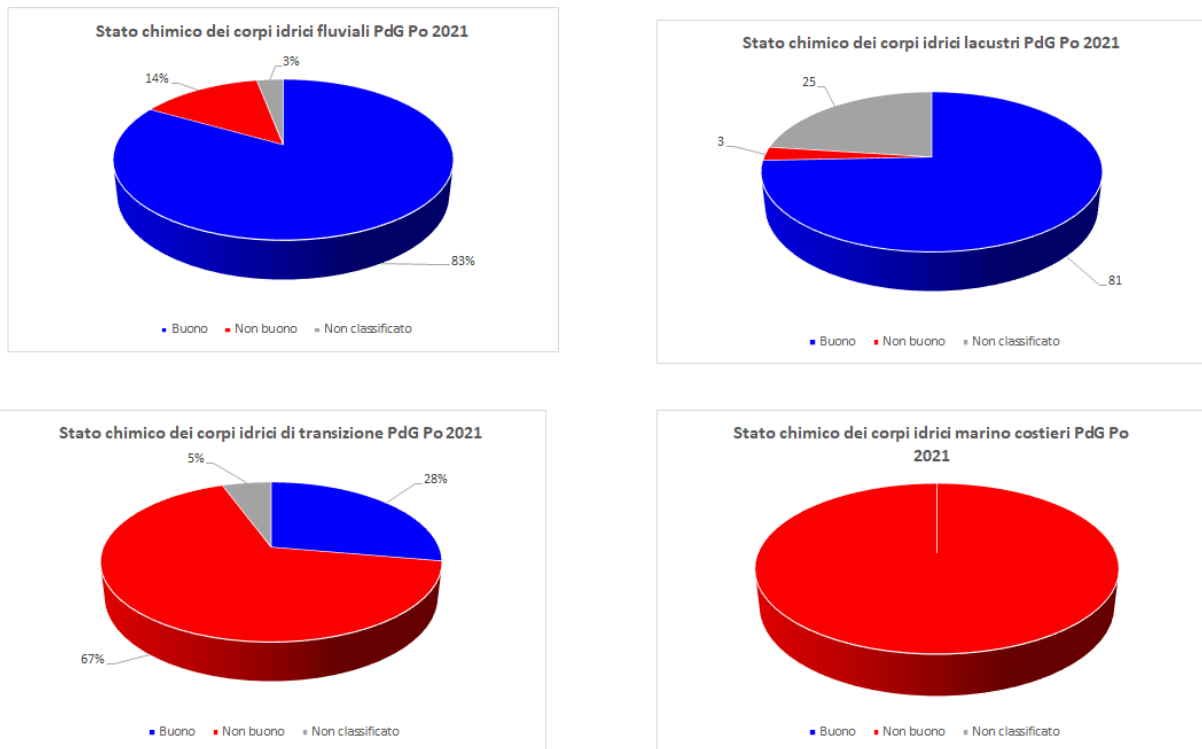 Stato chimico dei corpi idrici fluviali PdG Po 2021
3%
14%
83%
Buono Non buono Non classificato
Stato chimico dei corpi idrici lacustri PdG Po 2021
25
3
81
Buono Non buono Non classificato
Stato chimico dei corpi idrici di transizione PdG Po 2021
5%
28%
67%
Buono Non buono Non classificato
Stato chimico dei corpi idrici marino costieri PdG Po
2021
Buono Non buono Non classificato